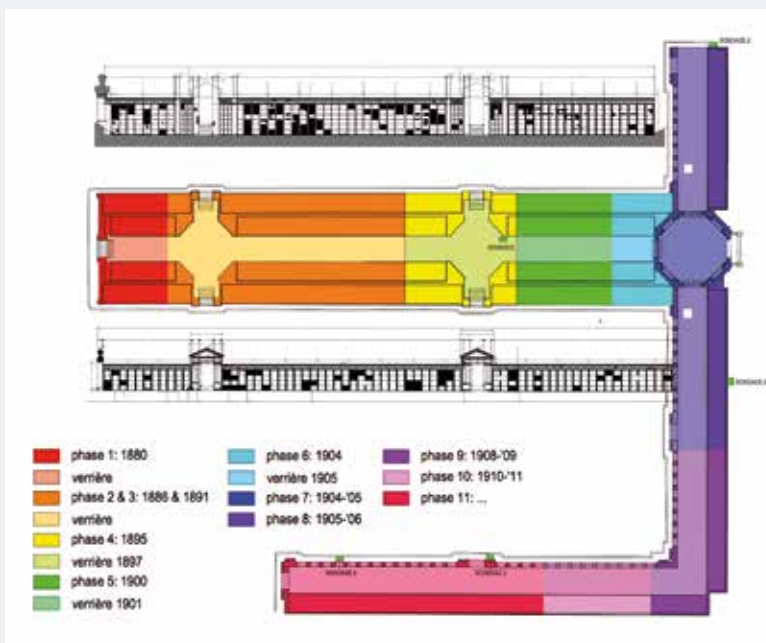 phase 1: 1880
verrière
phase 2 & 3: 1886 & 1891
verrière
phase 4: 1895
verrière 1897
phase 5: 1900
verrière 1901
phase 6: 1904
verrière 1905
phase 7: 1904-'05
phase 8: 1905-'06
phase 9: 1908-'09
phase 10: 1910-'11
phase 11: ...